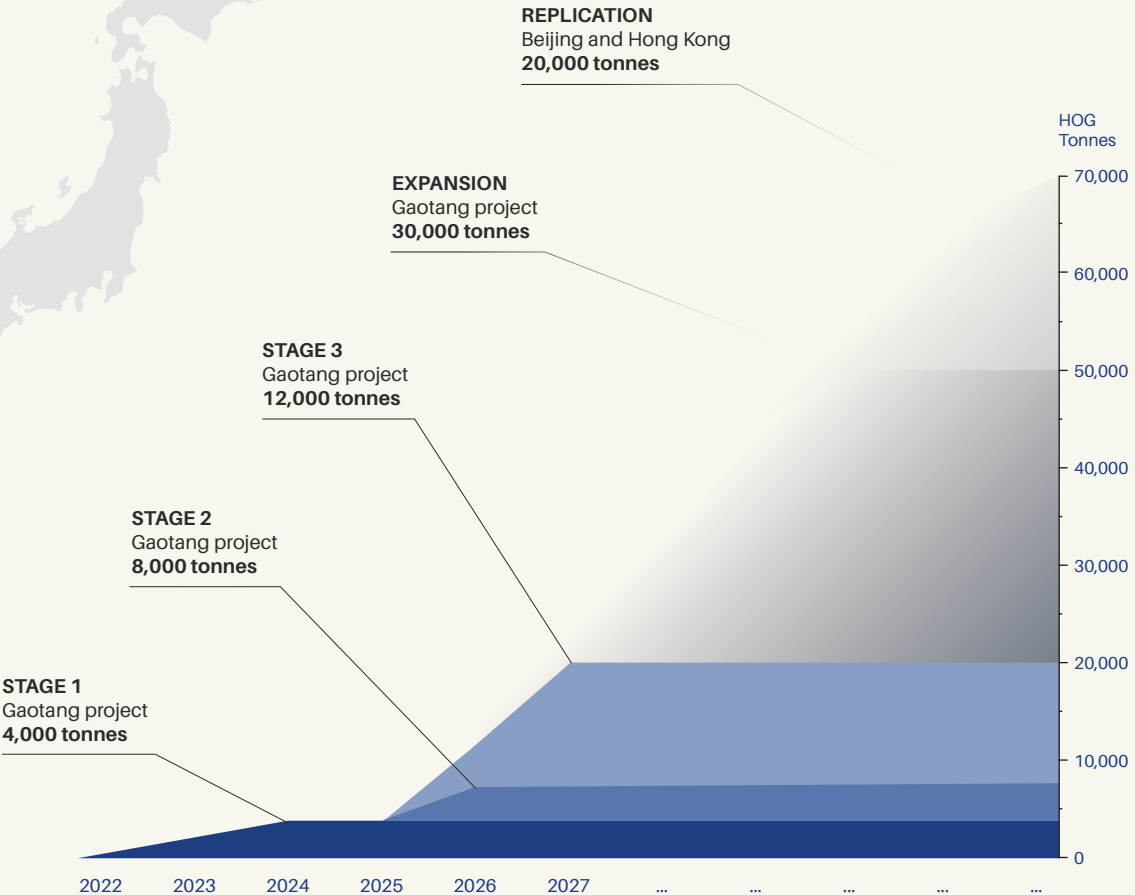 REPLICATION
Beijing and Hong Kong
20,000 tonnes
HOG
Tonnes
70,000
EXPANSION
Gaotang project
30,000 tonnes
60,000
STAGE 3
Gaotang project
12,000 tonnes
50,000
40,000
STAGE 2
Gaotang project
8,000 tonnes
30,000
20,000
STAGE 1
Gaotang project
4,000 tonnes
10,000
0
2022 2023 2024 2025 2026 2027 ... ... ... ... ...